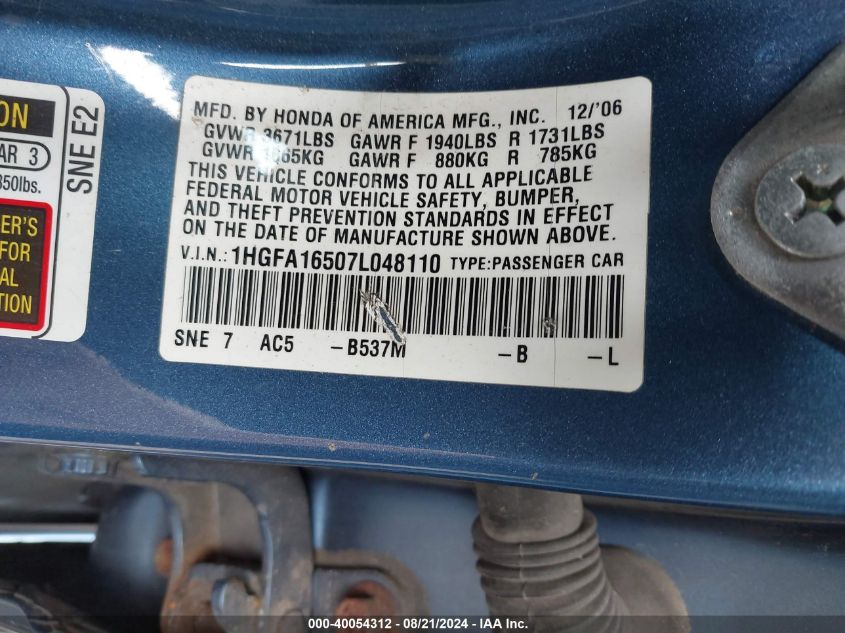 ON
AR 3
350lbs.
ER'S
FOR
AL
TION
SNE E2
MFD. BY HONDA OF AMERICA MFG., INC. 12/'06
GVWR 3671LBS GAWR F 1940LBS R 1731LBS
GVWR 1665KG GAWR F 880KG R 785KG
THIS VEHICLE CONFORMS TO ALL APPLICABLE
FEDERAL MOTOR VEHICLE SAFETY, BUMPER,
AND THEFT PREVENTION STANDARDS IN EFFECT
ON THE DATE OF MANUFACTURE SHOWN ABOVE.
V.I.N.: 1HGFA16507L048110 TYPE:PASSENGER CAR
SNE 7 AC5 -B537M -B -L
000-40054312 - 08/21/2024 - IAA Inc.